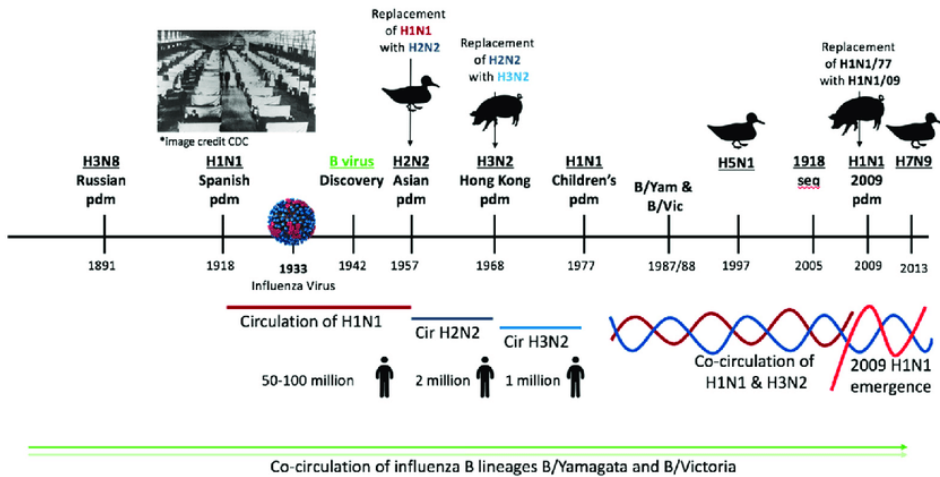 Replacement
of H1N1
with H2N2
Replacement
of H2N2
with H3N2
Replacement
of H1N1/77
with H1N1/09
*image credit CDC
H3N8
Russian
pdm
H1N1
Spanish
pdm
B virus
Discovery
H2N2
Asian
pdm
H3N2
Hong Kong
pdm
H1N1
Children's
pdm
B/Yam &
B/Vic
H5N1
1918
seq
H1N1
2009
pdm
H7N9
1891
1918
1933
Influenza Virus
1942
1957
1968
1977
1987/88
1997
2005
2009
2013
Circulation of H1N1
Cir H2N2
Cir H3N2
50-100 million
2 million
1 million
Co-circulation of
H1N1 & H3N2
2009 H1N1
emergence
Co-circulation of influenza B lineages B/Yamagata and B/Victoria